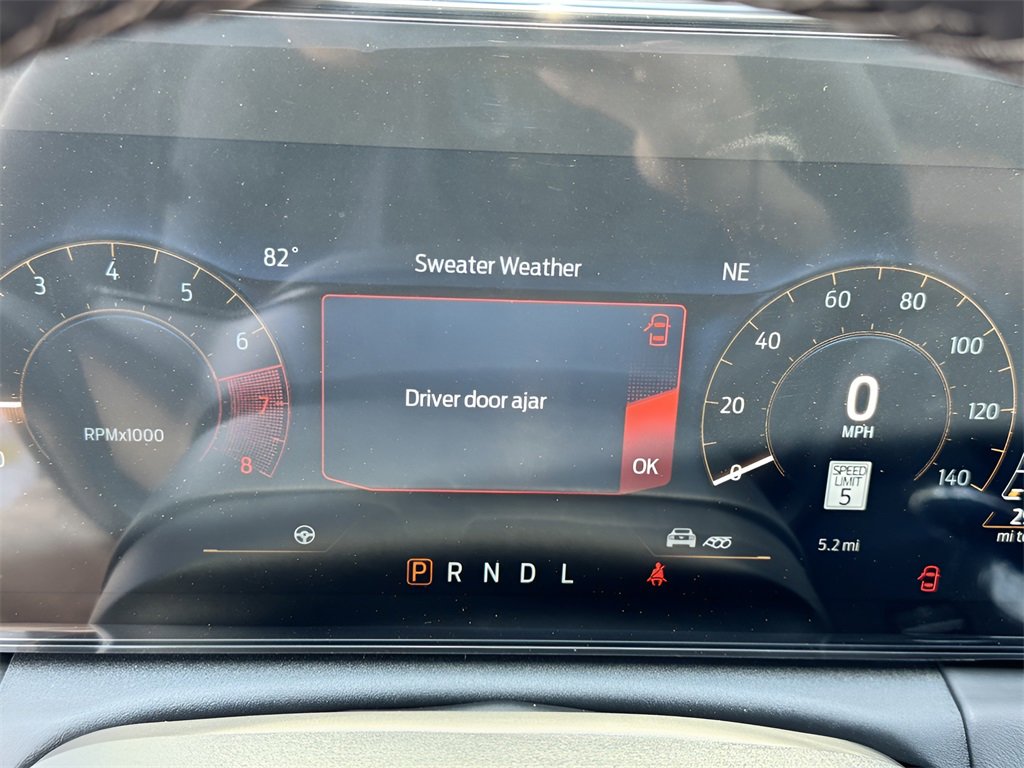 82°
Sweater Weather
NE
3
4
5
6
7
8
RPMx1000
Driver door ajar
OK
0
20
40
60
80
100
120
140
0
MPH
SPEED
LIMIT
5
5.2 mi
P R N D L